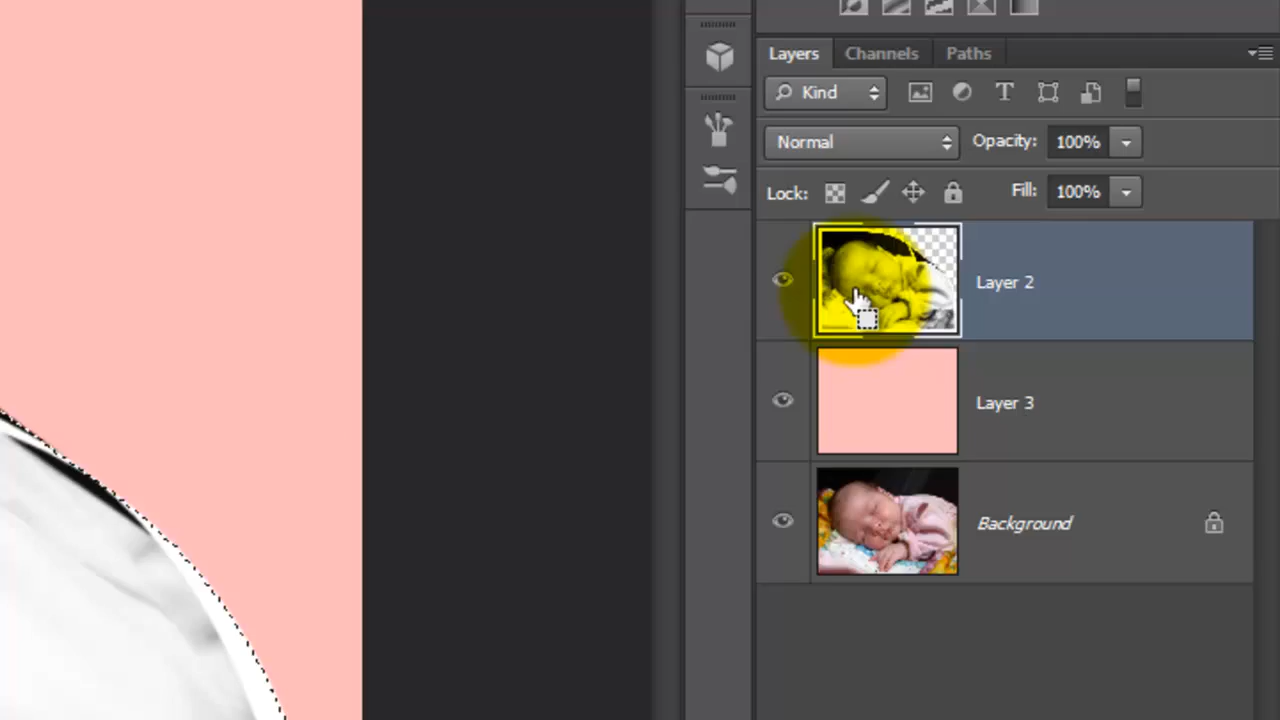 Layers Channels Paths
Kind
Normal Opacity: 100%
Lock: Fill: 100%
Layer 2
Layer 3
Background